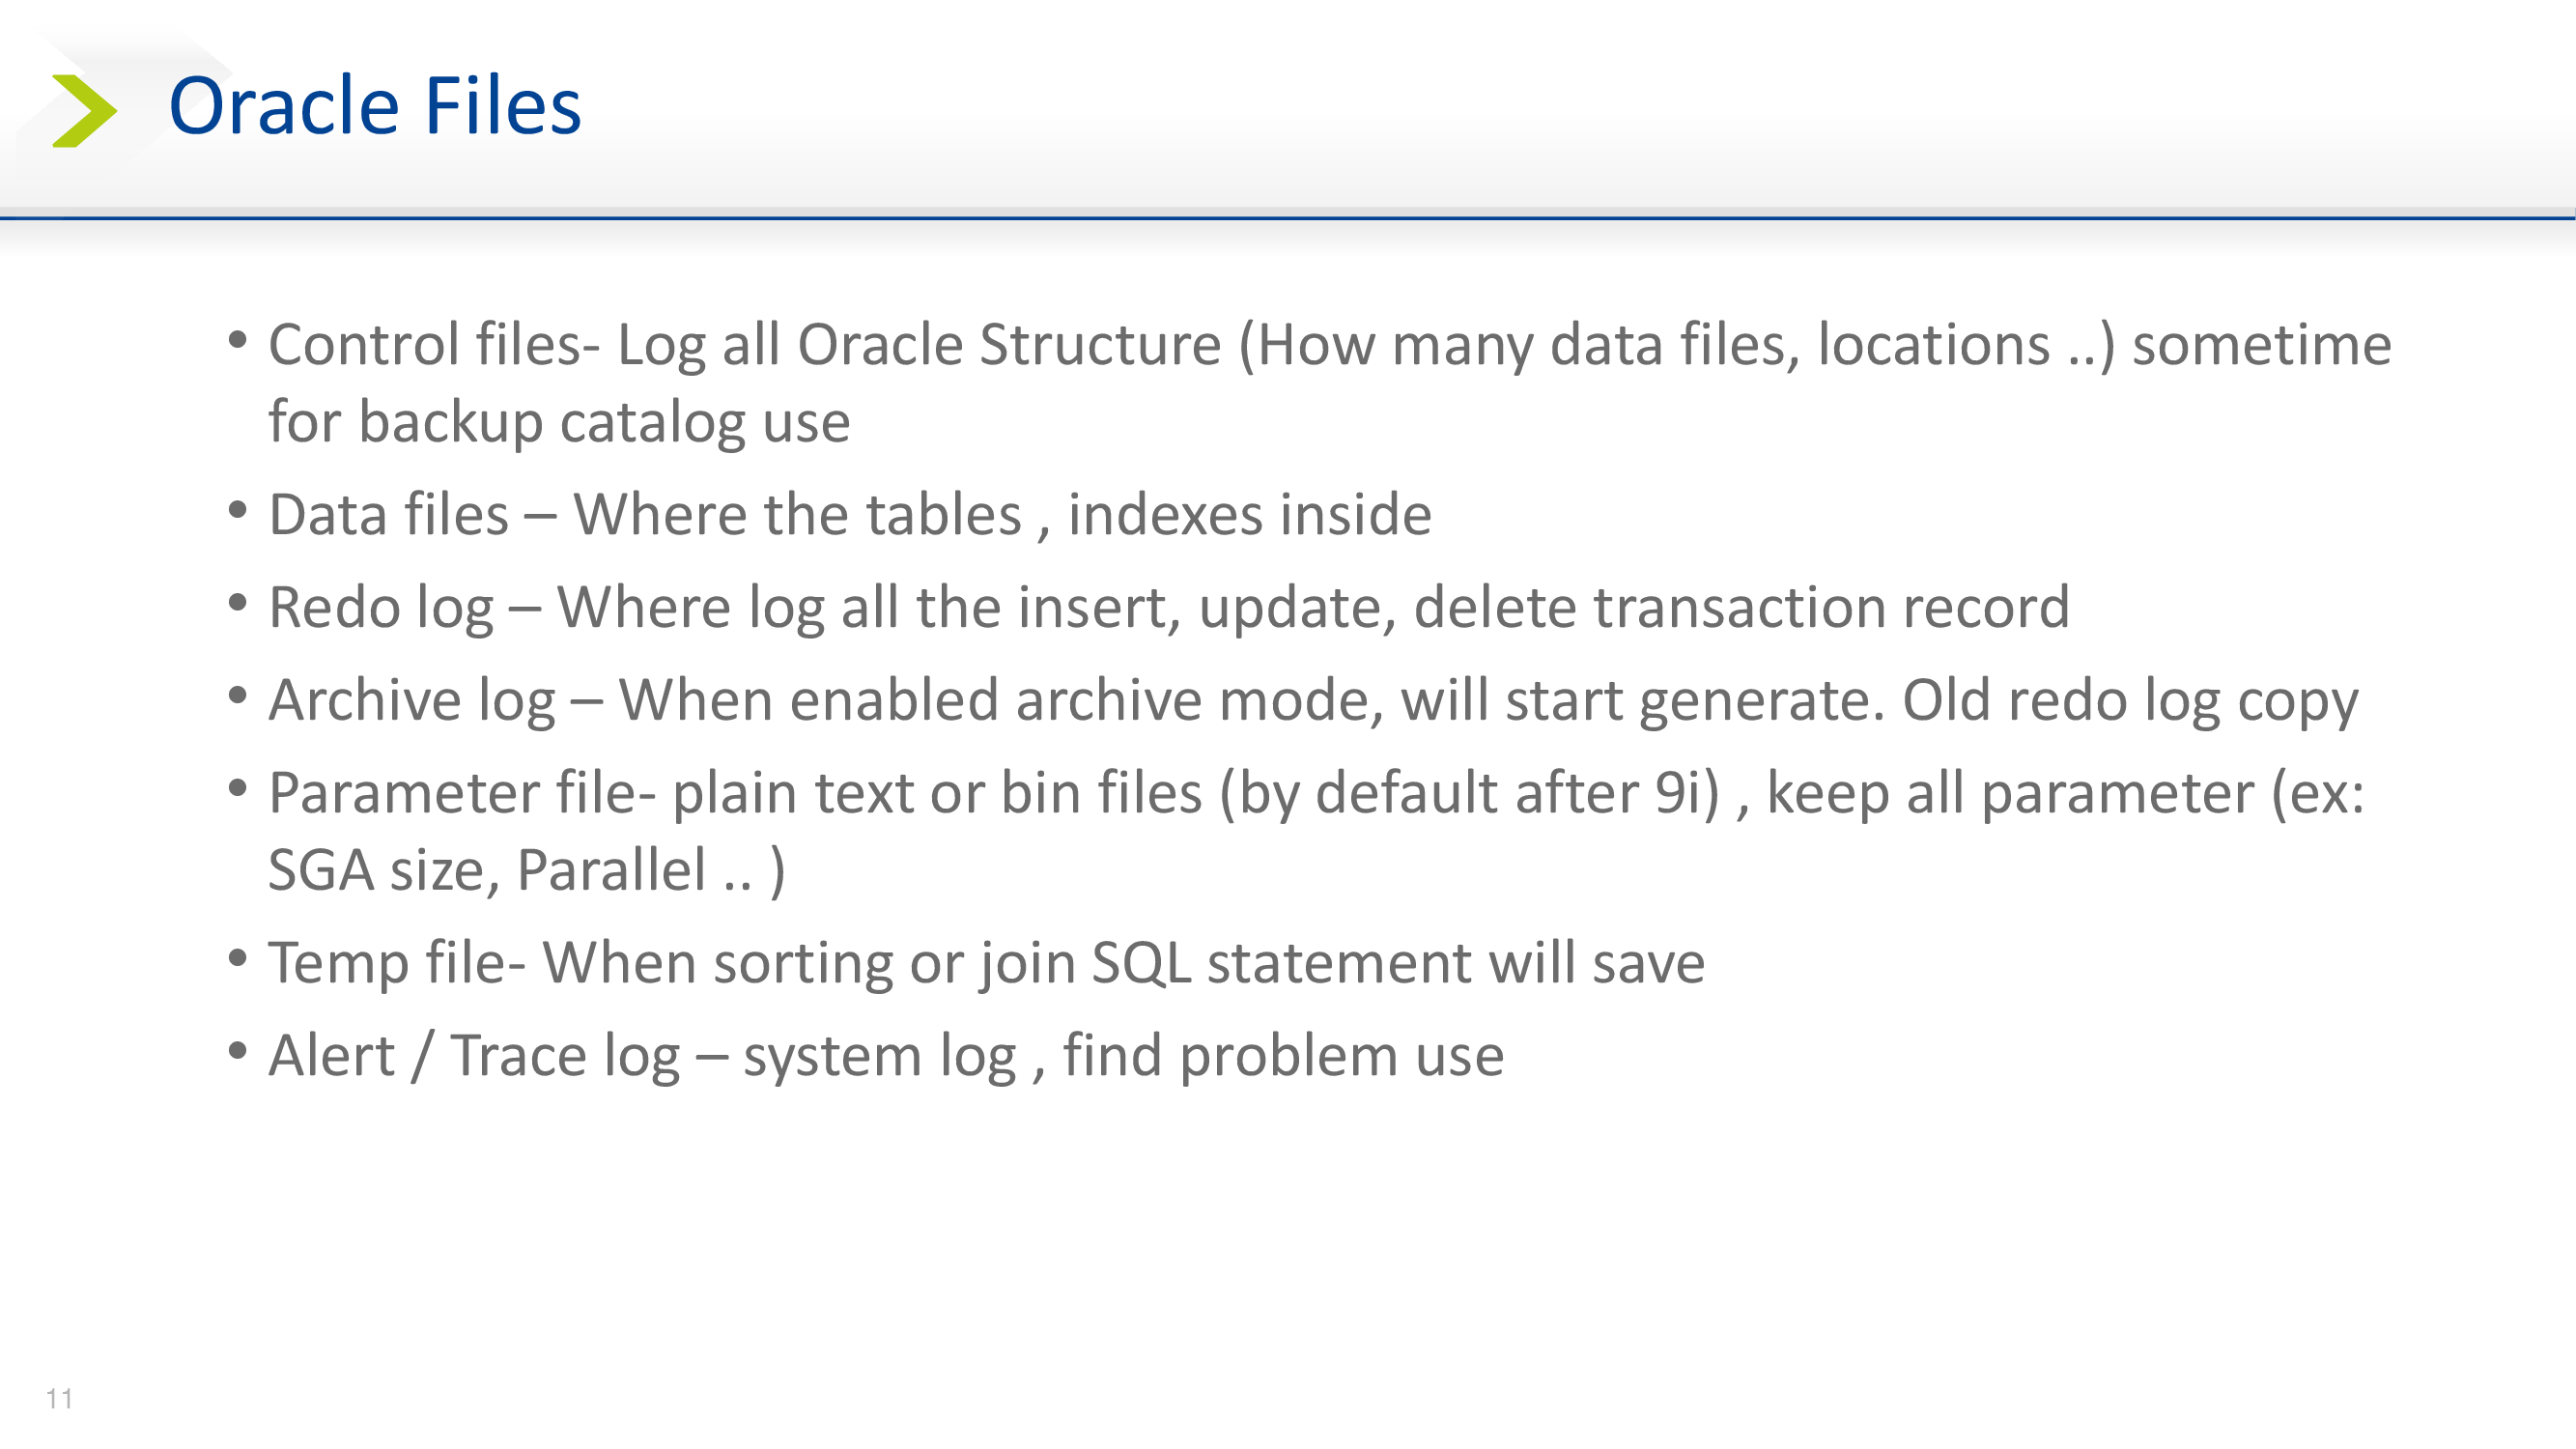 Oracle Files
• Control files- Log all Oracle Structure (How many data files, locations ..) sometime
for backup catalog use
• Data files – Where the tables , indexes inside
• Redo log – Where log all the insert, update, delete transaction record
• Archive log – When enabled archive mode, will start generate. Old redo log copy
• Parameter file- plain text or bin files (by default after 9i) , keep all parameter (ex:
SGA size, Parallel .. )
• Temp file- When sorting or join SQL statement will save
• Alert / Trace log – system log , find problem use
11